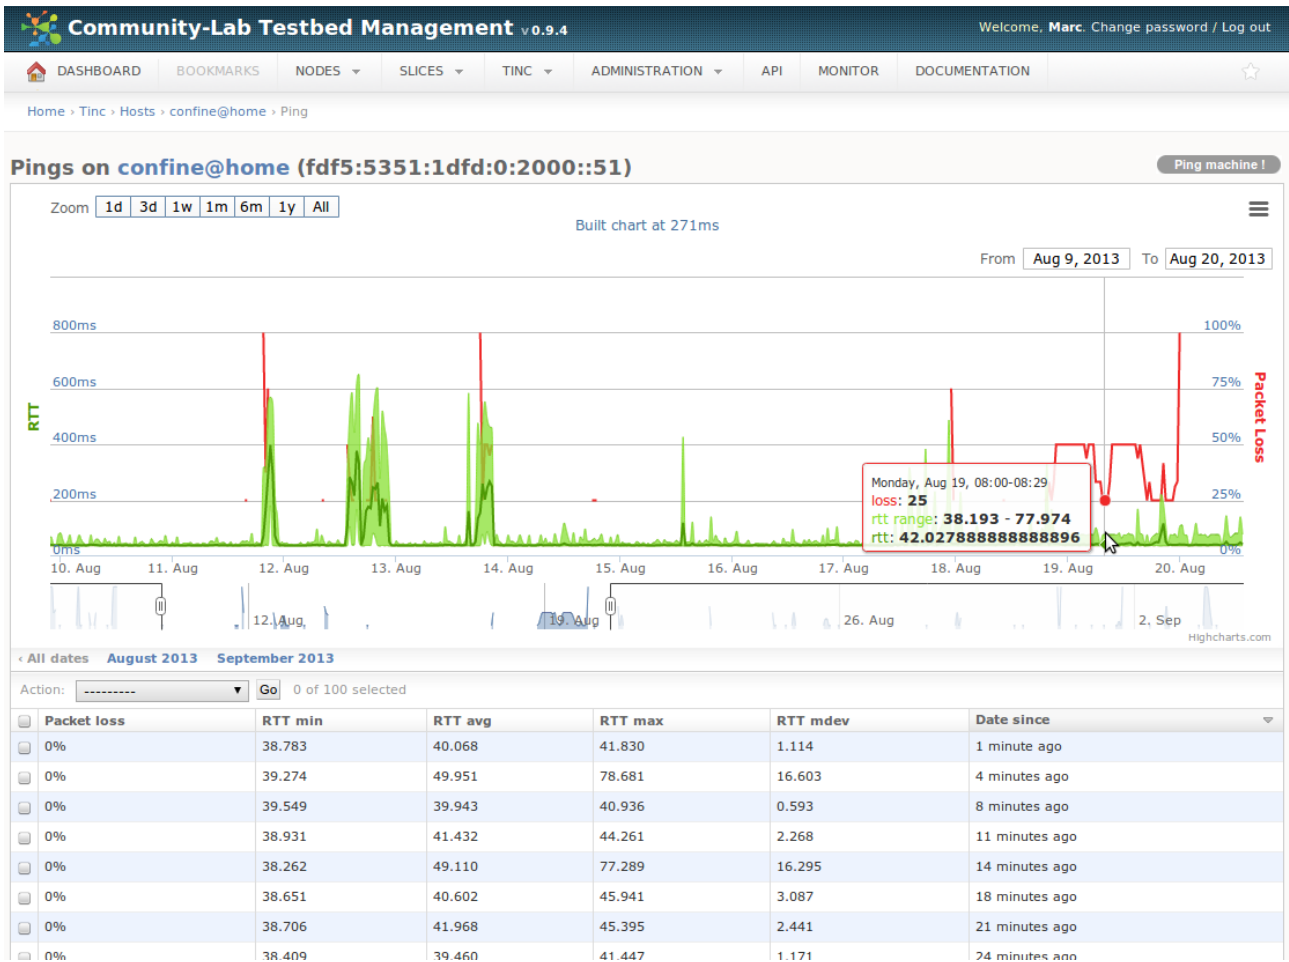 Community-Lab Testbed Management v 0.9.4
Welcome, Marc. Change password / Log out
DASHBOARD BOOKMARKS NODES SLICES TINC ADMINISTRATION API MONITOR DOCUMENTATION
Home › Tinc › Hosts › confine@home › Ping
Pings on confine@home (fdf5:5351:1dfd:0:2000::51)
Ping machine !
Zoom 1d 3d 1w 1m 6m 1y All
Built chart at 271ms
From Aug 9, 2013 To Aug 20, 2013
800ms 100%
600ms 75%
400ms 50%
200ms 25%
0ms 0%
RTT
Packet Loss
Monday, Aug 19, 08:00-08:29
loss: 25
rtt range: 38.193 - 77.974
rtt: 42.027888888888896
10. Aug 11. Aug 12. Aug 13. Aug 14. Aug 15. Aug 16. Aug 17. Aug 18. Aug 19. Aug 20. Aug
12. Aug 19. Aug 26. Aug 2. Sep
Highcharts.com
‹ All dates August 2013 September 2013
Action: --------- Go 0 of 100 selected
Packet loss RTT min RTT avg RTT max RTT mdev Date since
0% 38.783 40.068 41.830 1.114 1 minute ago
0% 39.274 49.951 78.681 16.603 4 minutes ago
0% 39.549 39.943 40.936 0.593 8 minutes ago
0% 38.931 41.432 44.261 2.268 11 minutes ago
0% 38.262 49.110 77.289 16.295 14 minutes ago
0% 38.651 40.602 45.941 3.087 18 minutes ago
0% 38.706 41.968 45.395 2.441 21 minutes ago
0% 38.409 39.460 41.447 1.171 24 minutes ago